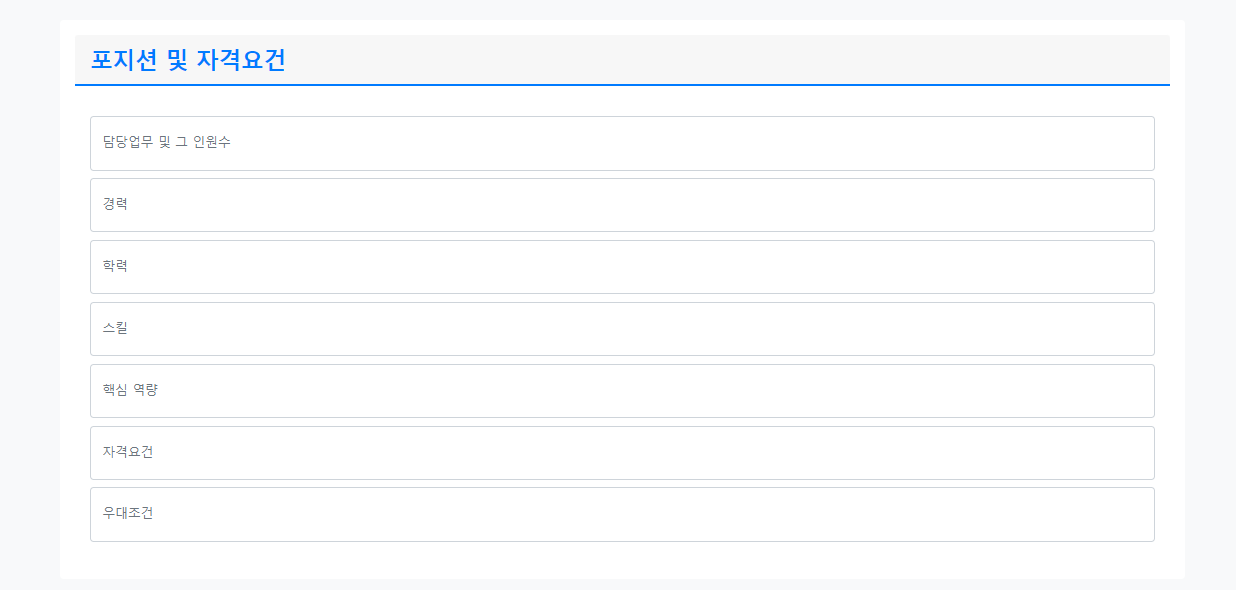 포지션 및 자격요건
담당업무 및 그 인원수
경력
학력
스킬
핵심 역량
자격요건
우대조건